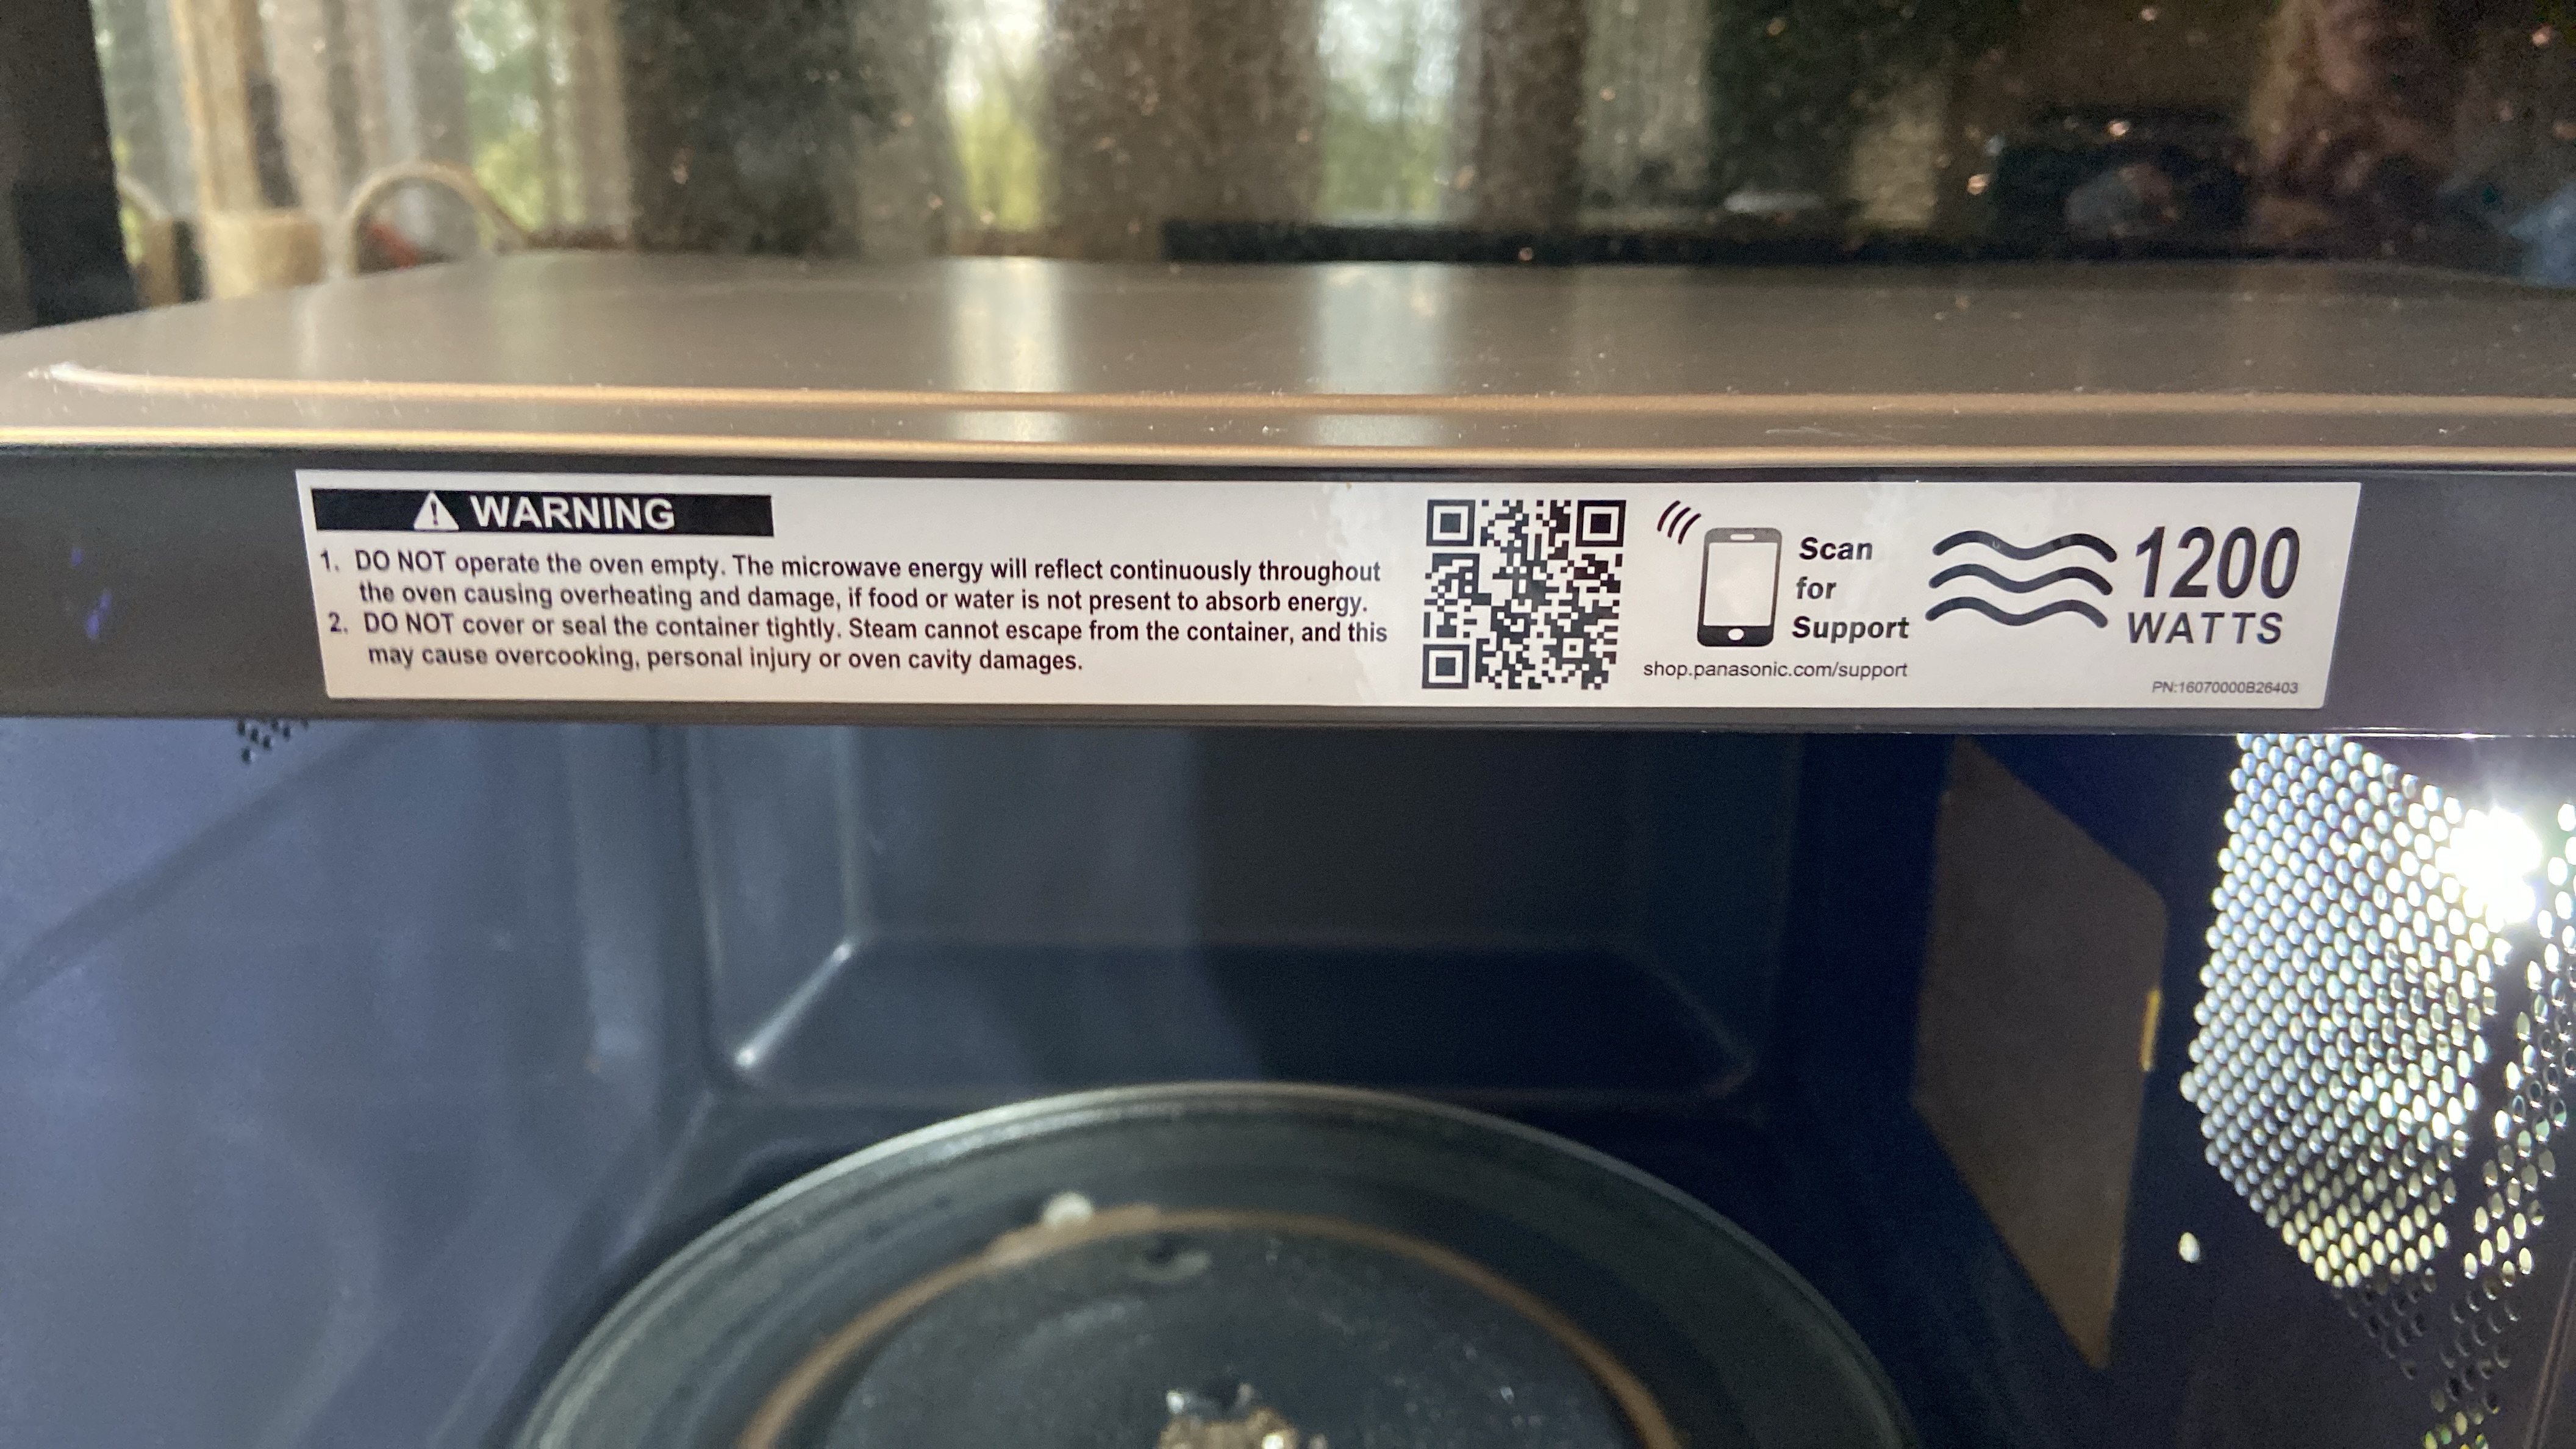 WARNING
1. DO NOT operate the oven empty. The microwave energy will reflect continuously throughout
the oven causing overheating and damage, if food or water is not present to absorb energy.
2. DO NOT cover or seal the container tightly. Steam cannot escape from the container, and this
may cause overcooking, personal injury or oven cavity damages.
Scan
for
Support
shop.panasonic.com/support
1200
WATTS
PN:16070000B26403